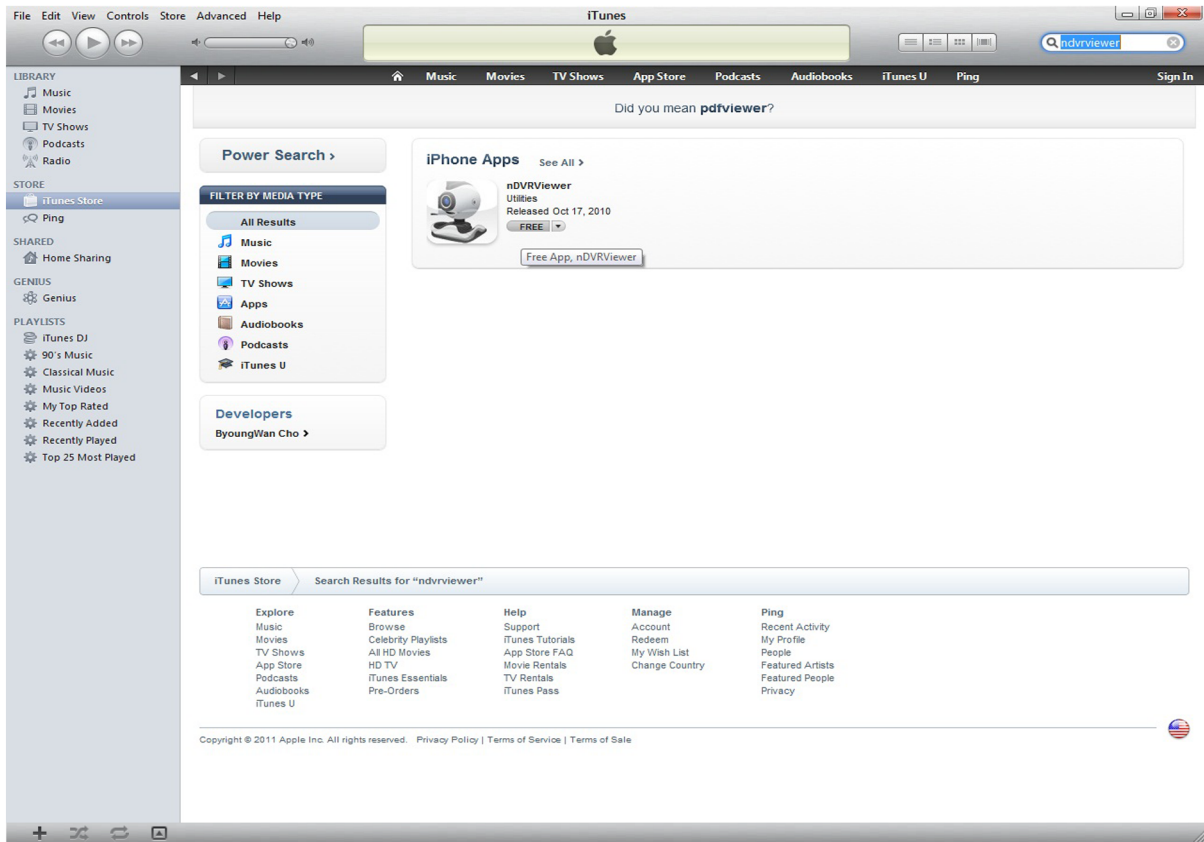 File Edit View Controls Store Advanced Help
iTunes
ndvrviewer
LIBRARY
Music
Movies
TV Shows
Podcasts
Radio
STORE
iTunes Store
Ping
SHARED
Home Sharing
GENIUS
Genius
PLAYLISTS
iTunes DJ
90's Music
Classical Music
Music Videos
My Top Rated
Recently Added
Recently Played
Top 25 Most Played
Music Movies TV Shows App Store Podcasts Audiobooks iTunes U Ping Sign In
Did you mean pdfviewer?
Power Search ›
FILTER BY MEDIA TYPE
All Results
Music
Movies
TV Shows
Apps
Audiobooks
Podcasts
iTunes U
Developers
ByoungWan Cho ›
iPhone Apps See All ›
nDVRViewer
Utilities
Released Oct 17, 2010
FREE
Free App, nDVRViewer
iTunes Store Search Results for “ndvrviewer”
Explore
Music
Movies
TV Shows
App Store
Podcasts
Audiobooks
iTunes U
Features
Browse
Celebrity Playlists
All HD Movies
HD TV
iTunes Essentials
Pre-Orders
Help
Support
iTunes Tutorials
App Store FAQ
Movie Rentals
TV Rentals
iTunes Pass
Manage
Account
Redeem
My Wish List
Change Country
Ping
Recent Activity
My Profile
People
Featured Artists
Featured People
Privacy
Copyright © 2011 Apple Inc. All rights reserved. Privacy Policy | Terms of Service | Terms of Sale